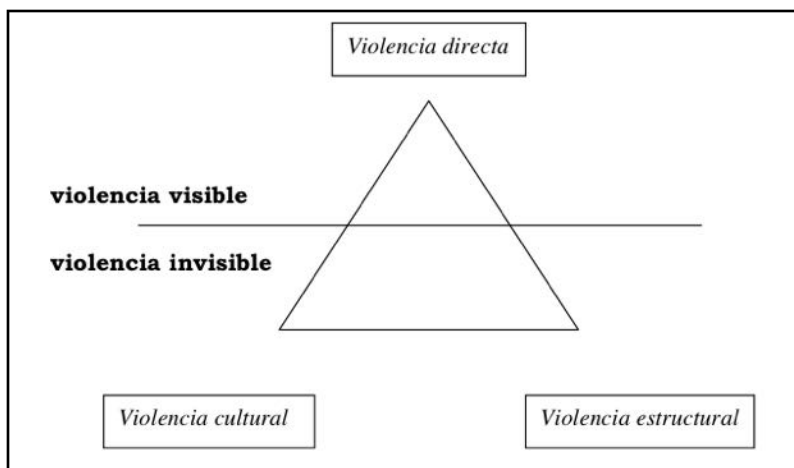 Violencia directa
violencia visible
violencia invisible
Violencia cultural
Violencia estructural